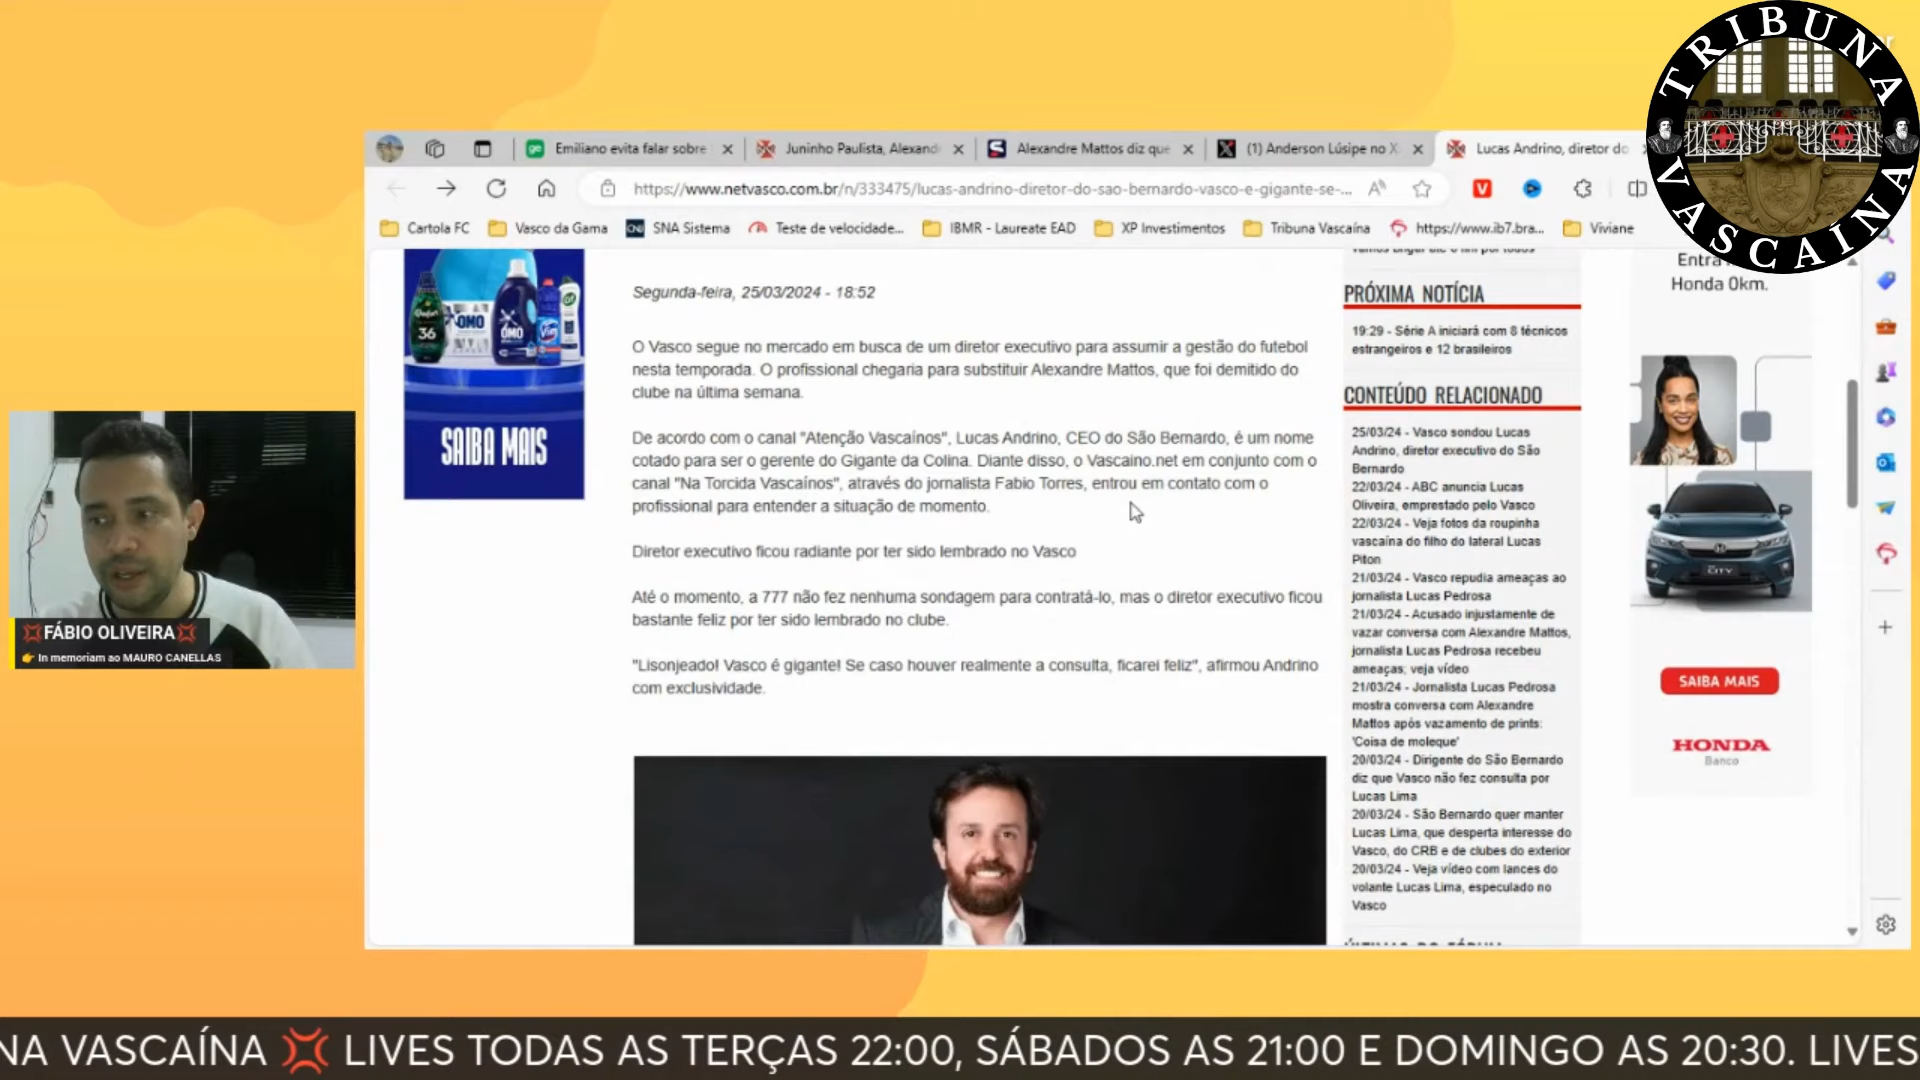 TRIBUNA VASCAINA
Emiliano evita falar sobre
Juninho Paulista, Alexand
Alexandre Mattos diz que
(1) Anderson Lúsipe no X
Lucas Andrino, diretor do
https://www.netvasco.com.br/n/333475/lucas-andrino-diretor-do-sao-bernardo-vasco-e-gigante-se-...
Cartola FC
Vasco da Gama
SNA Sistema
Teste de velocidade...
IBMR - Laureate EAD
XP Investimentos
Tribuna Vascaína
https://www.ib7.bra...
Viviane
36
OMO
OMO
SAIBA MAIS
Segunda-feira, 25/03/2024 - 18:52
O Vasco segue no mercado em busca de um diretor executivo para assumir a gestão do futebol
nesta temporada. O profissional chegaria para substituir Alexandre Mattos, que foi demitido do
clube na última semana.
De acordo com o canal "Atenção Vascaínos", Lucas Andrino, CEO do São Bernardo, é um nome
cotado para ser o gerente do Gigante da Colina. Diante disso, o Vascaino.net em conjunto com o
canal "Na Torcida Vascaínos", através do jornalista Fabio Torres, entrou em contato com o
profissional para entender a situação de momento.
Diretor executivo ficou radiante por ter sido lembrado no Vasco
Até o momento, a 777 não fez nenhuma sondagem para contratá-lo, mas o diretor executivo ficou
bastante feliz por ter sido lembrado no clube.
"Lisonjeado! Vasco é gigante! Se caso houver realmente a consulta, ficarei feliz", afirmou Andrino
com exclusividade.
PRÓXIMA NOTÍCIA
19:29 - Série A iniciará com 8 técnicos
estrangeiros e 12 brasileiros
CONTEÚDO RELACIONADO
25/03/24 - Vasco sondou Lucas
Andrino, diretor executivo do São
Bernardo
22/03/24 - ABC anuncia Lucas
Oliveira, emprestado pelo Vasco
22/03/24 - Veja fotos da roupinha
vascaína do filho do lateral Lucas
Piton
21/03/24 - Vasco repudia ameaças ao
jornalista Lucas Pedrosa
21/03/24 - Acusado injustamente de
vazar conversa com Alexandre Mattos,
jornalista Lucas Pedrosa recebeu
ameaças; veja vídeo
21/03/24 - Jornalista Lucas Pedrosa
mostra conversa com Alexandre
Mattos após vazamento de prints:
'Coisa de moleque'
20/03/24 - Dirigente do São Bernardo
diz que Vasco não fez consulta por
Lucas Lima
20/03/24 - São Bernardo quer manter
Lucas Lima, que desperta interesse do
Vasco, do CRB e de clubes do exterior
20/03/24 - Veja vídeo com lances do
volante Lucas Lima, especulado no
Vasco
Entra
Honda 0km.
CITY
SAIBA MAIS
HONDA
Banco
FÁBIO OLIVEIRA
In memoriam ao MAURO CANELLAS
NA VASCAÍNA 💢 LIVES TODAS AS TERÇAS 22:00, SÁBADOS AS 21:00 E DOMINGO AS 20:30. LIVES